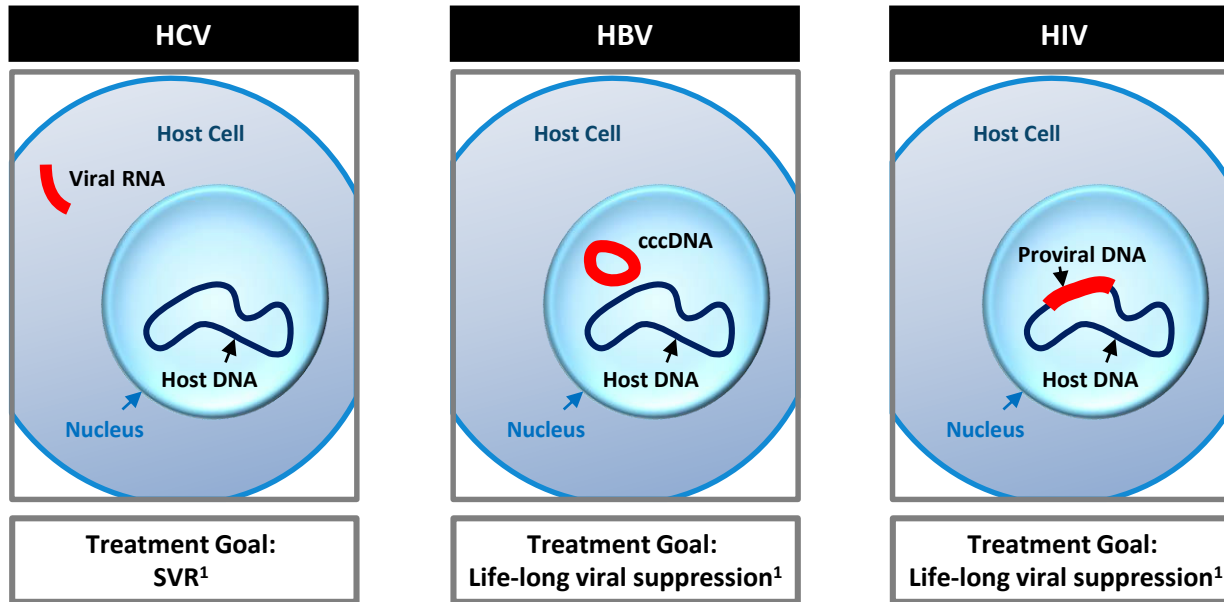 HCV
Host Cell
Viral RNA
Host DNA
Nucleus
Treatment Goal:
SVR¹
HBV
Host Cell
cccDNA
Host DNA
Nucleus
Treatment Goal:
Life-long viral suppression¹
HIV
Host Cell
Proviral DNA
Host DNA
Nucleus
Treatment Goal:
Life-long viral suppression¹